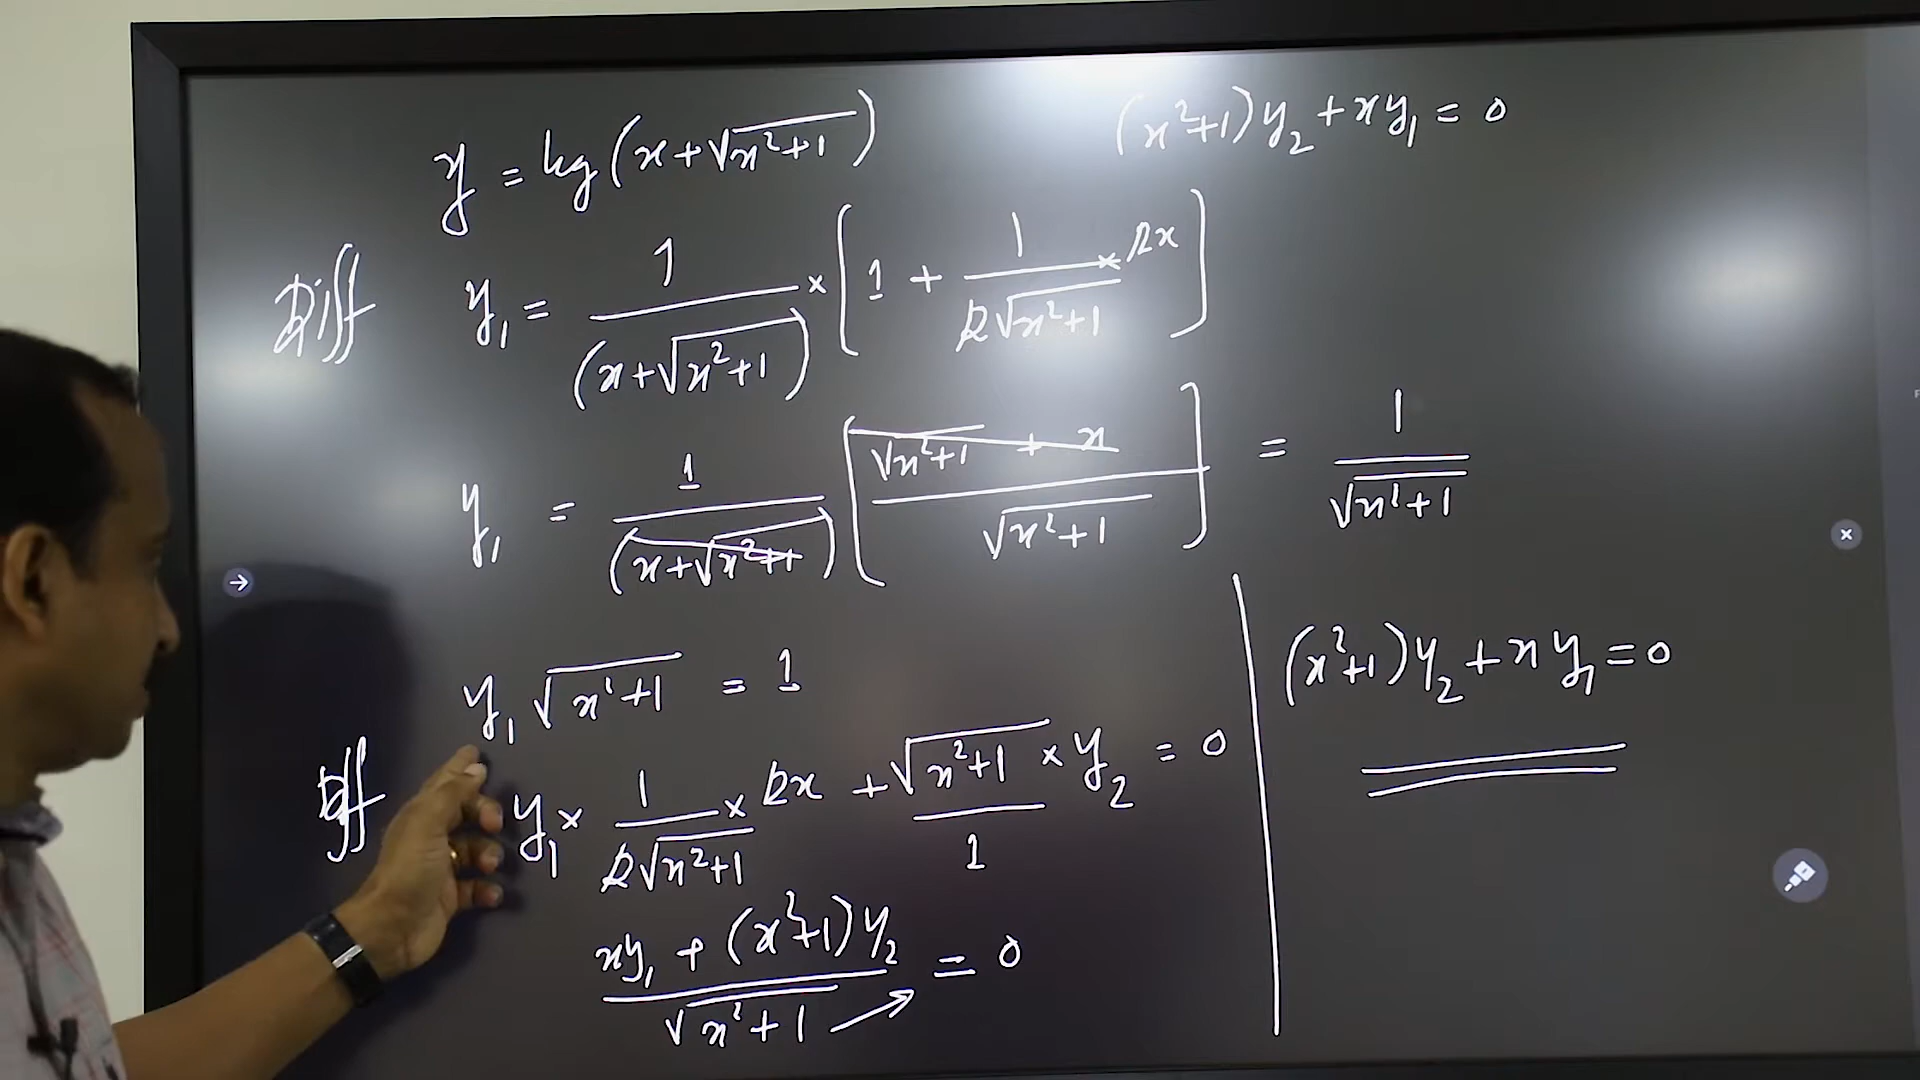 y = log(x+√(x²+1))
(x²+1)y₂+xy₁ = 0
Diff y₁ = 1/(x+√(x²+1)) × [1 + 1/(2√(x²+1)) × 2x]
y₁ = 1/(x+√(x²+1)) [(√(x²+1) + x)/√(x²+1)] = 1/√(x²+1)
y₁√(x²+1) = 1
Diff y₁ × 1/(2√(x²+1)) × 2x + √(x²+1)/1 × y₂ = 0
(xy₁ + (x²+1)y₂)/√(x²+1) = 0
(x²+1)y₂+xy₁=0